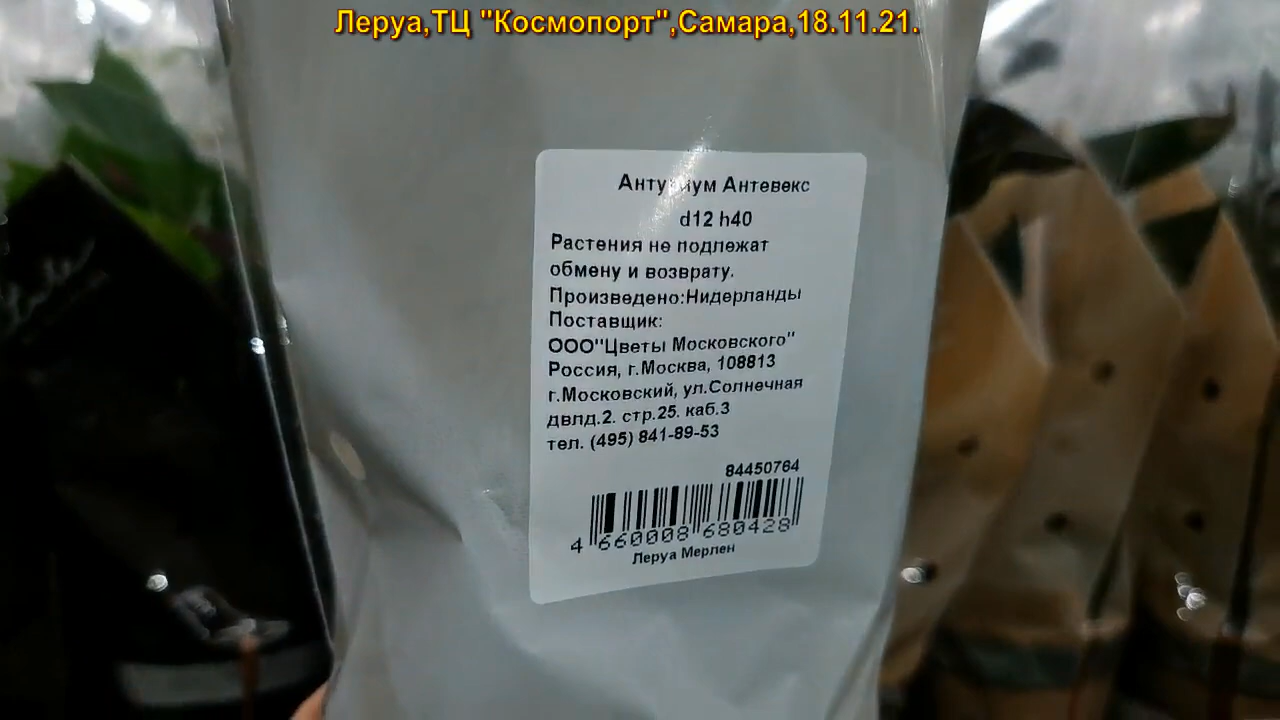 Леруа,ТЦ "Космопорт",Самара,18.11.21.
Антуриум Антевекс
d12 h40
Растения не подлежат
обмену и возврату.
Произведено:Нидерланды
Поставщик:
ООО"Цветы Московского"
Россия, г.Москва, 108813
г.Московский, ул.Солнечная
двлд.2. стр.25. каб.3
тел. (495) 841-89-53
84450764
4 660008 680428
Леруа Мерлен